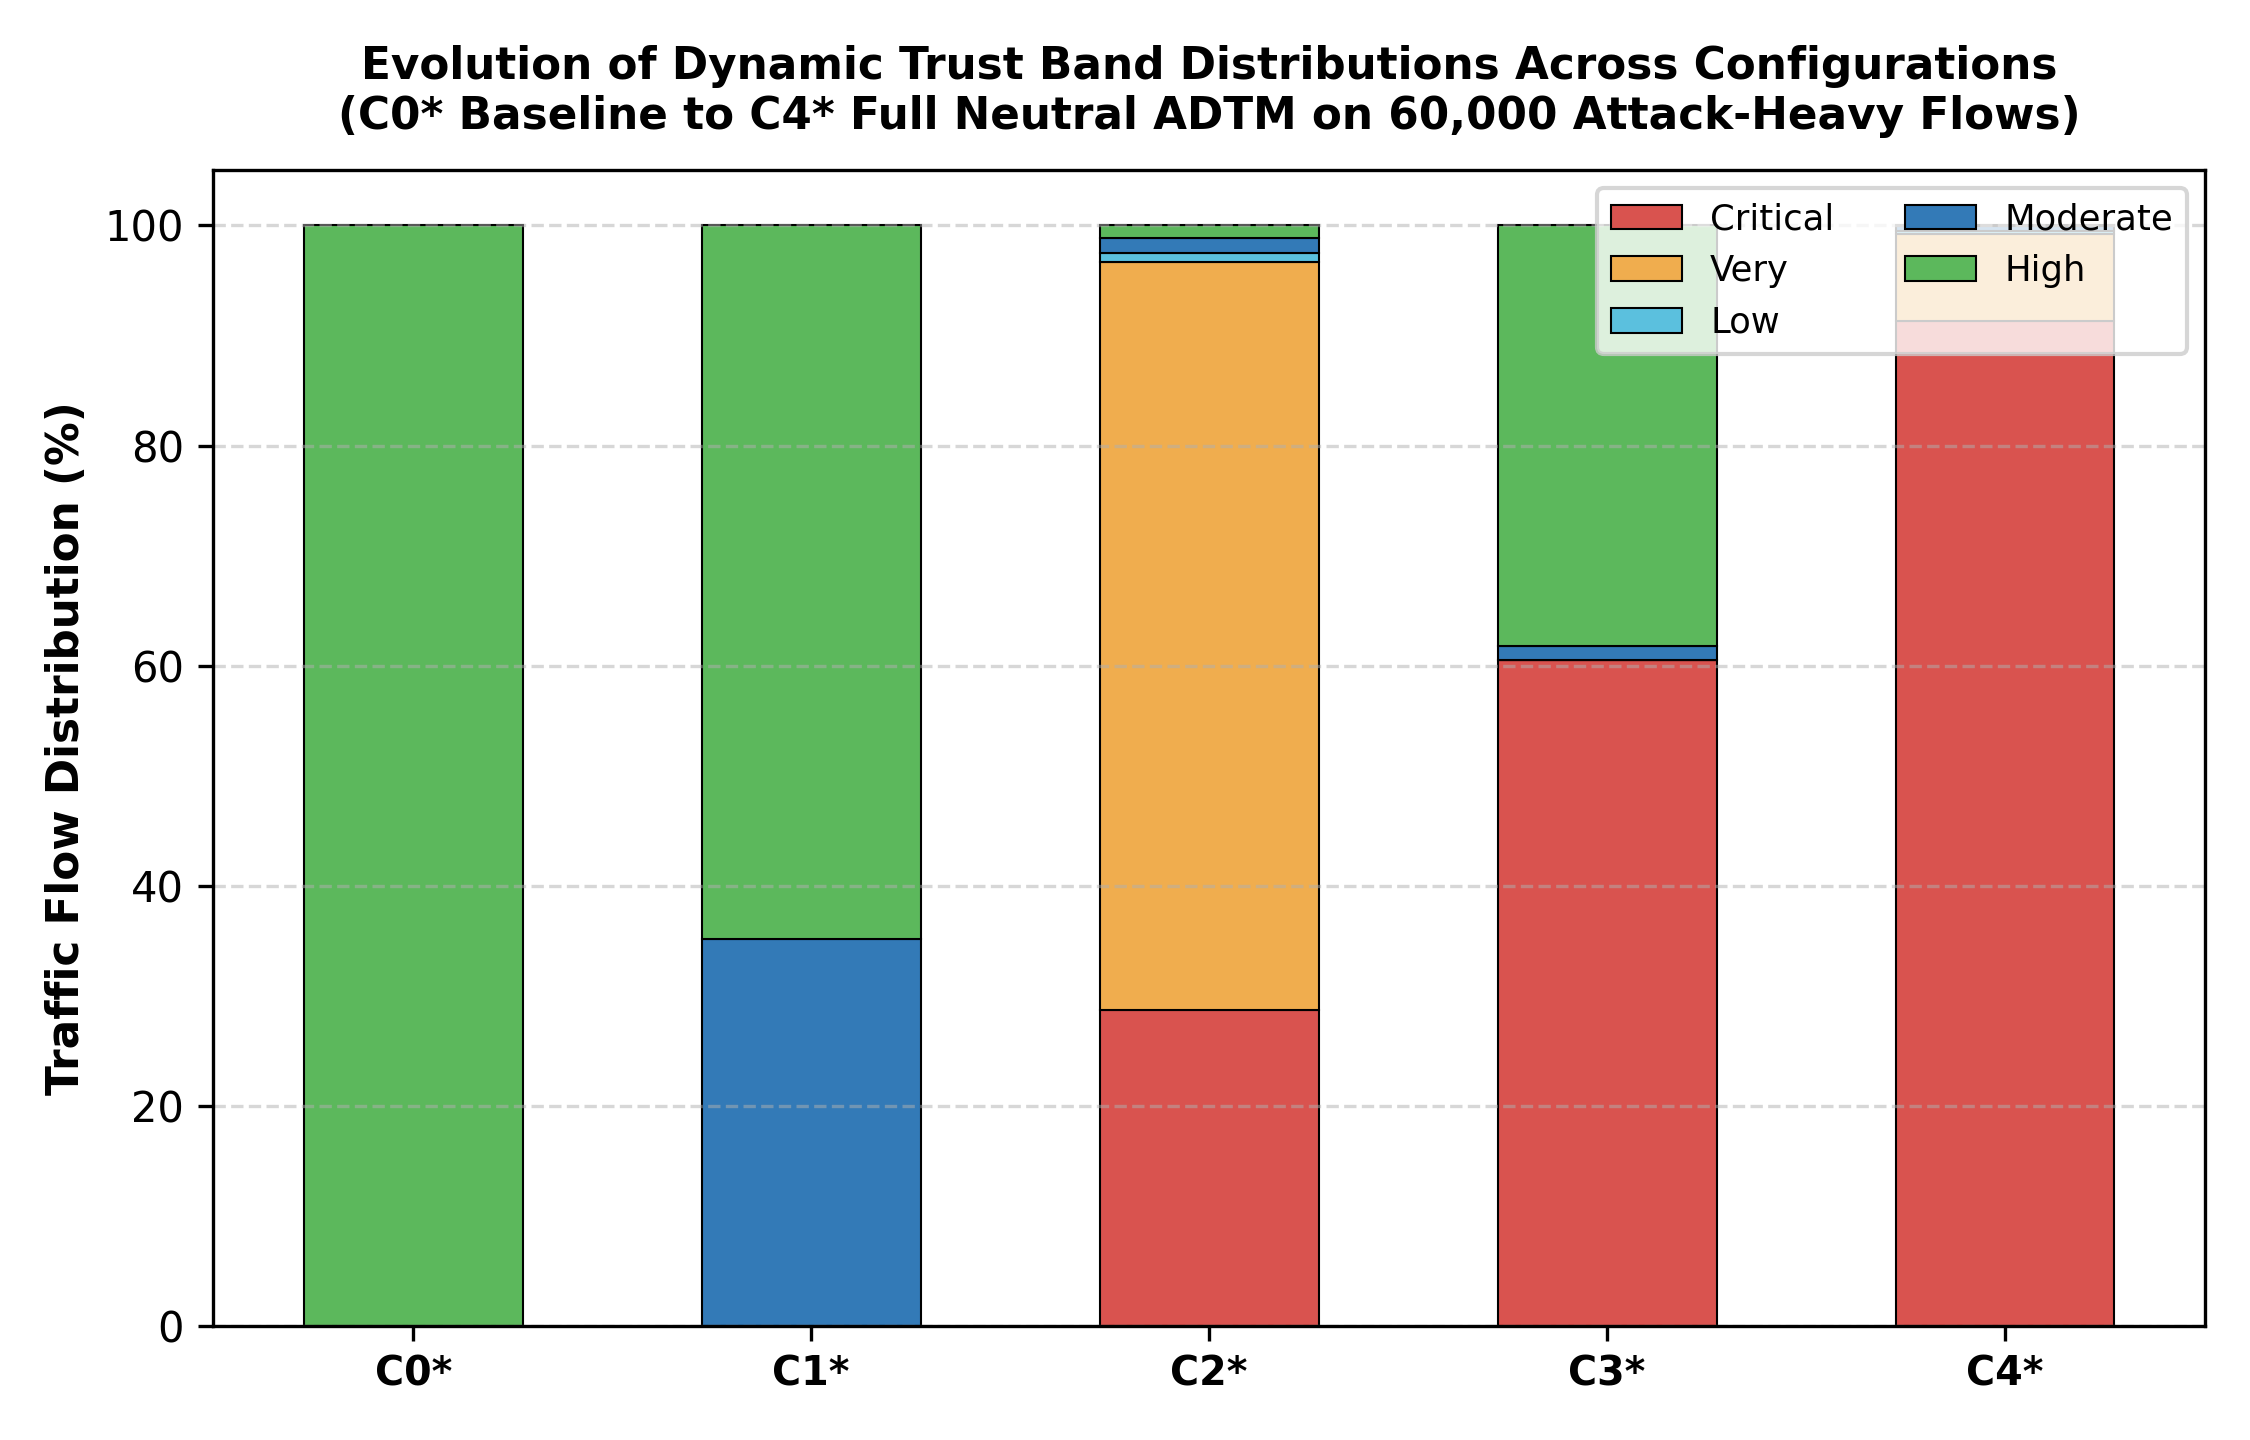 Evolution of Dynamic Trust Band Distributions Across Configurations
(C0* Baseline to C4* Full Neutral ADTM on 60,000 Attack-Heavy Flows)
Critical
Very
Low
Moderate
High
Traffic Flow Distribution (%)
100
80
60
40
20
0
C0*
C1*
C2*
C3*
C4*